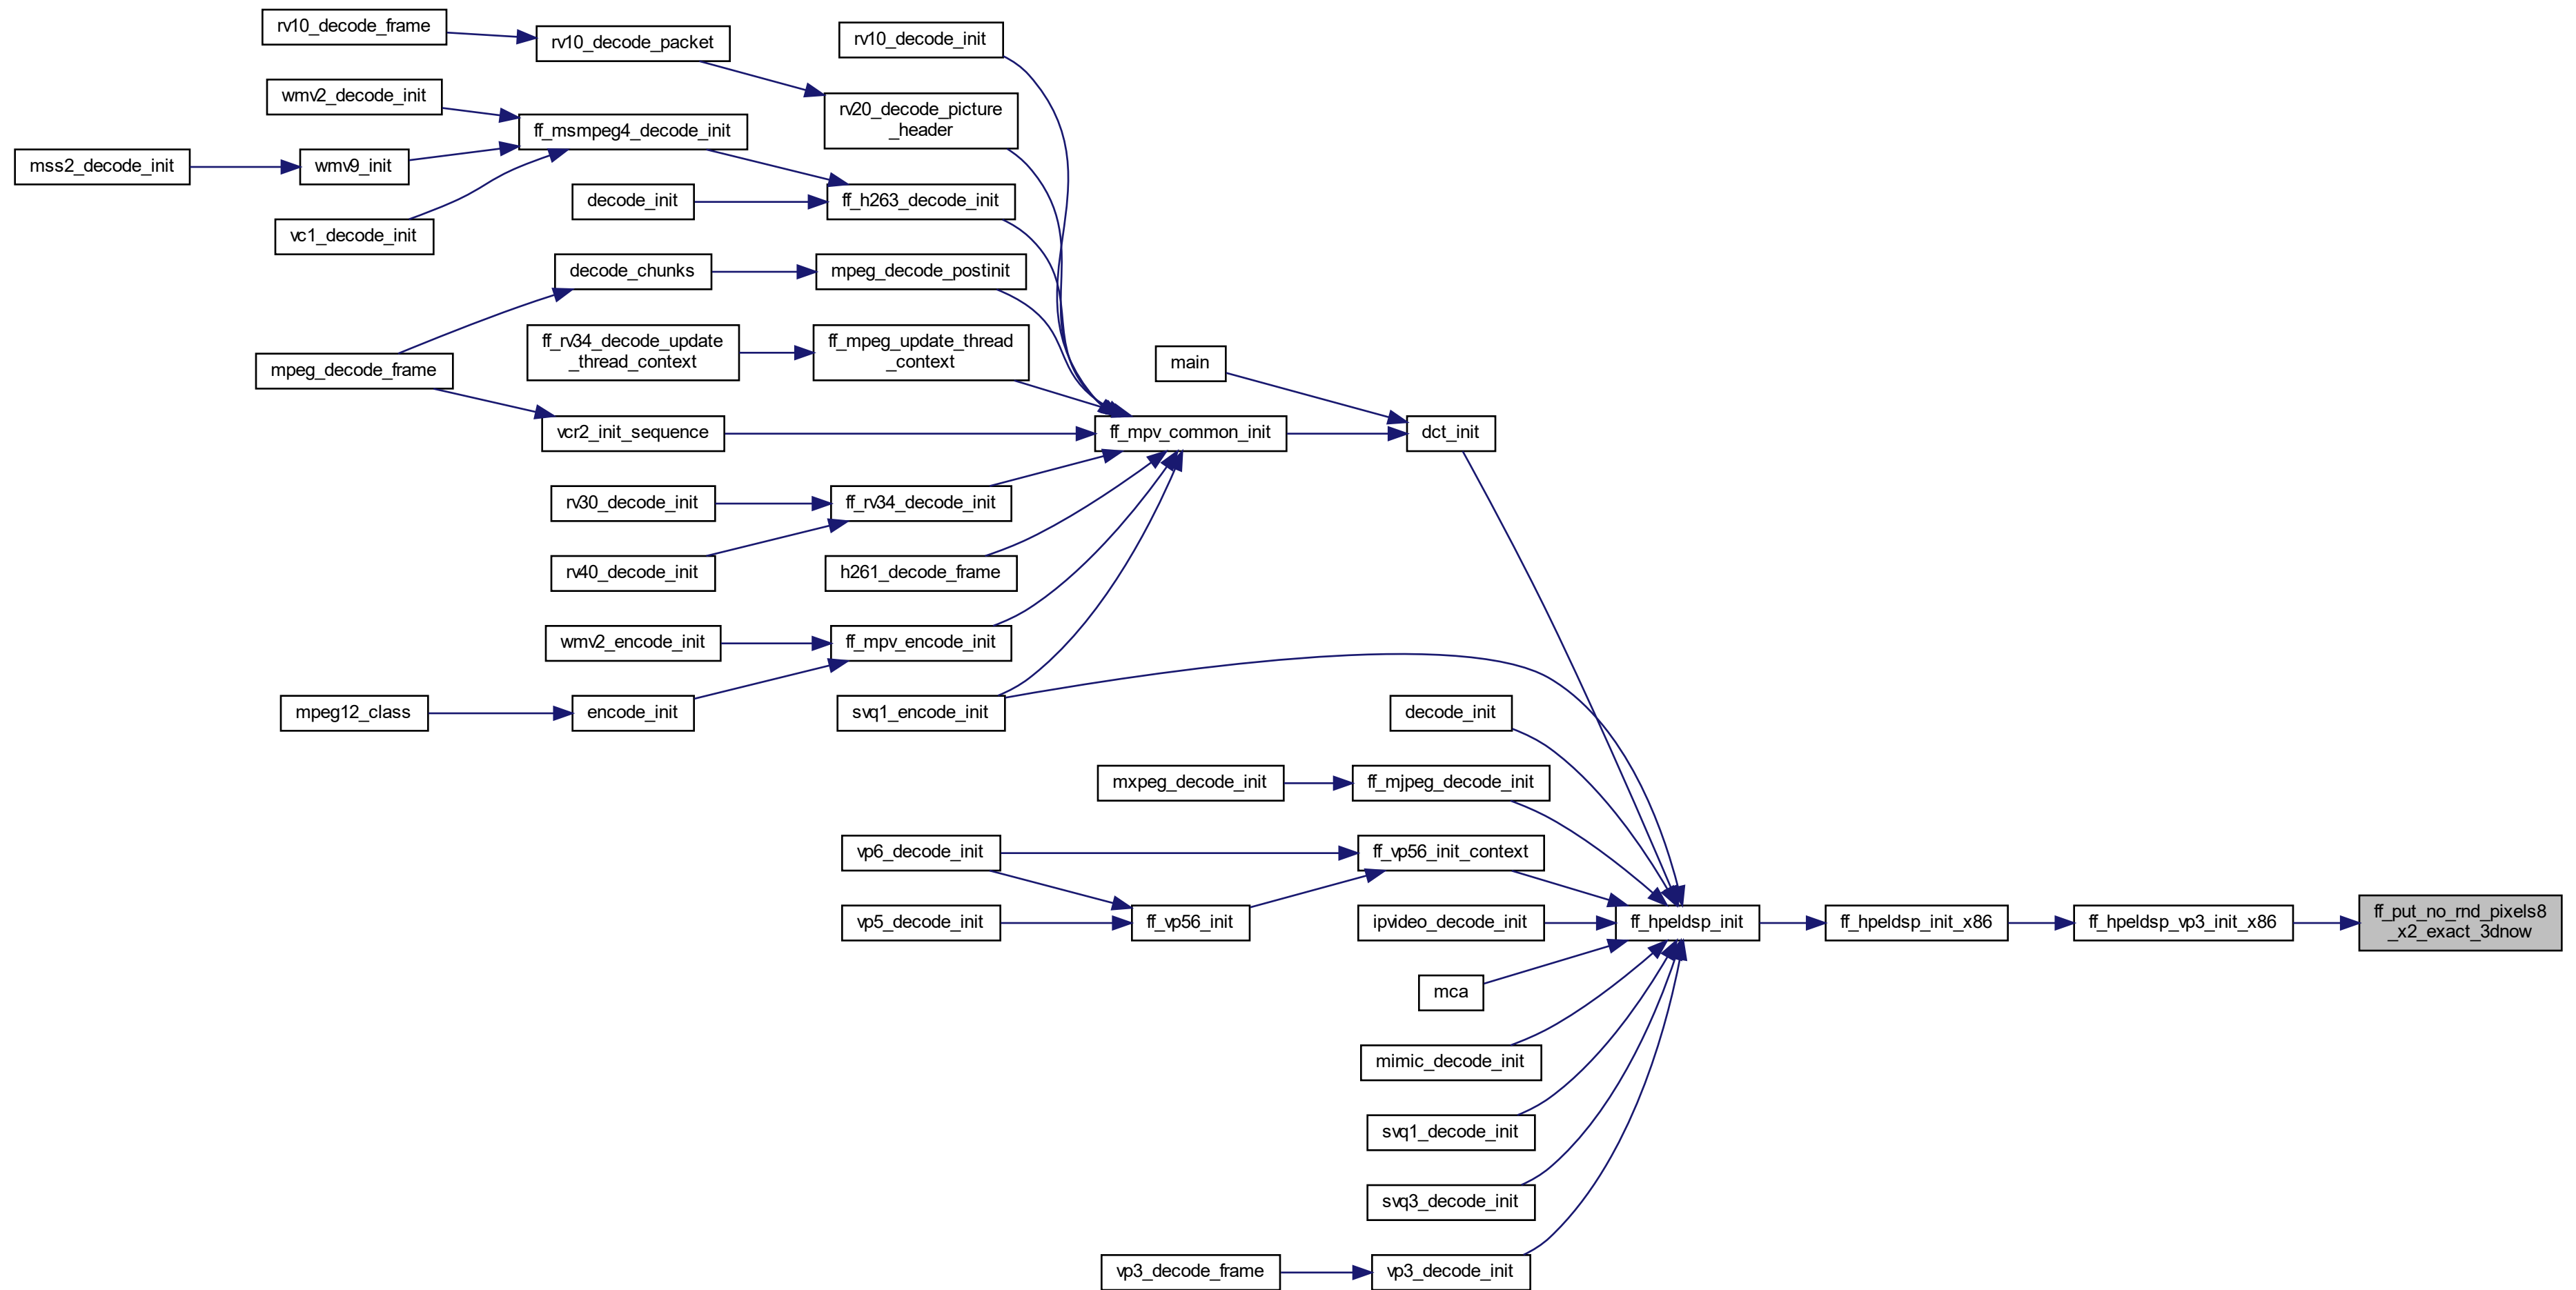 rv10_decode_frame
rv10_decode_packet
rv10_decode_init
wmv2_decode_init
rv20_decode_picture
_header
ff_msmpeg4_decode_init
mss2_decode_init
wmv9_init
decode_init
ff_h263_decode_init
vc1_decode_init
decode_chunks
mpeg_decode_postinit
ff_rv34_decode_update
_thread_context
ff_mpeg_update_thread
_context
mpeg_decode_frame
main
vcr2_init_sequence
ff_mpv_common_init
dct_init
rv30_decode_init
ff_rv34_decode_init
rv40_decode_init
h261_decode_frame
wmv2_encode_init
ff_mpv_encode_init
mpeg12_class
encode_init
svq1_encode_init
decode_init
mxpeg_decode_init
ff_mjpeg_decode_init
vp6_decode_init
ff_vp56_init_context
vp5_decode_init
ff_vp56_init
ipvideo_decode_init
ff_hpeldsp_init
ff_hpeldsp_init_x86
ff_hpeldsp_vp3_init_x86
ff_put_no_rnd_pixels8
_x2_exact_3dnow
mca
mimic_decode_init
svq1_decode_init
svq3_decode_init
vp3_decode_frame
vp3_decode_init